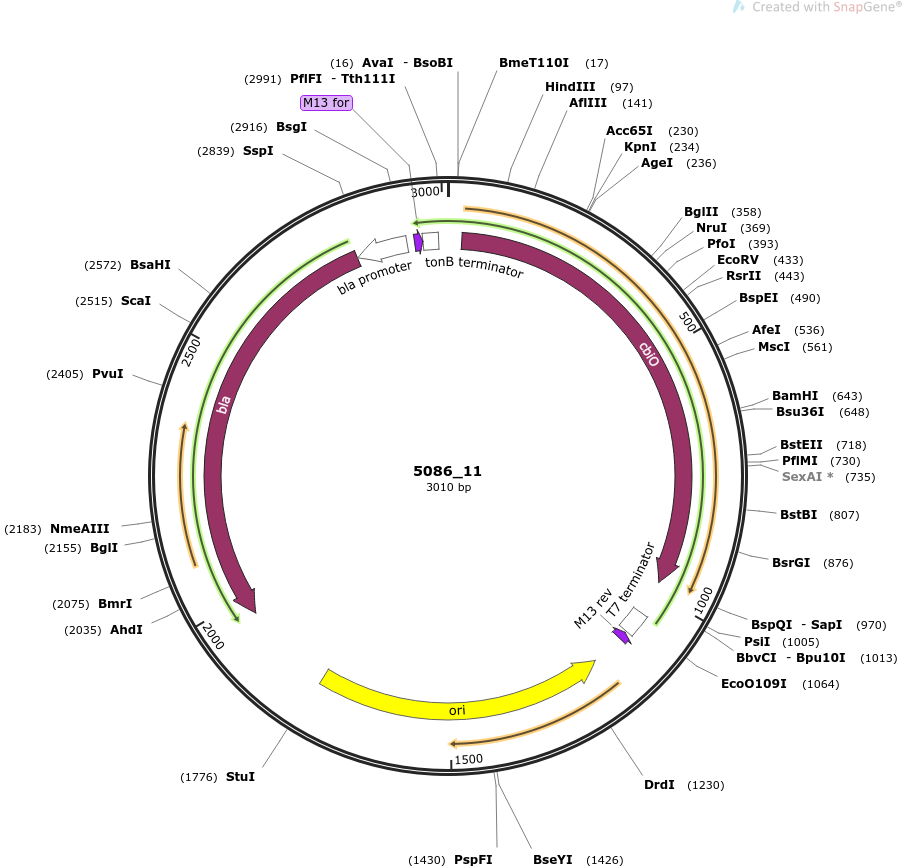 Created with SnapGene®
(16) AvaI - BsoBI
BmeT110I (17)
(2991) PflFI - Tth111I
HindIII (97)
M13 for
AflIII (141)
(2916) BsgI
Acc65I (230)
(2839) SspI
KpnI (234)
AgeI (236)
3000
BglII (358)
NruI (369)
PfoI (393)
bla promoter
tonB terminator
EcoRV (433)
(2572) BsaHI
RsrII (443)
(2515) ScaI
BspEI (490)
500
AfeI (536)
2500
cbiO
MscI (561)
(2405) PvuI
bla
BamHI (643)
Bsu36I (648)
BstEII (718)
5086_11
PflMI (730)
3010 bp
SexAI * (735)
BstBI (807)
(2183) NmeAIII
(2155) BglI
BsrGI (876)
T7 terminator
(2075) BmrI
M13 rev
1000
(2035) AhdI
2000
BspQI - SapI (970)
PsiI (1005)
BbvCI - Bpu10I (1013)
EcoO109I (1064)
ori
1500
(1776) StuI
DrdI (1230)
(1430) PspFI
BseYI (1426)